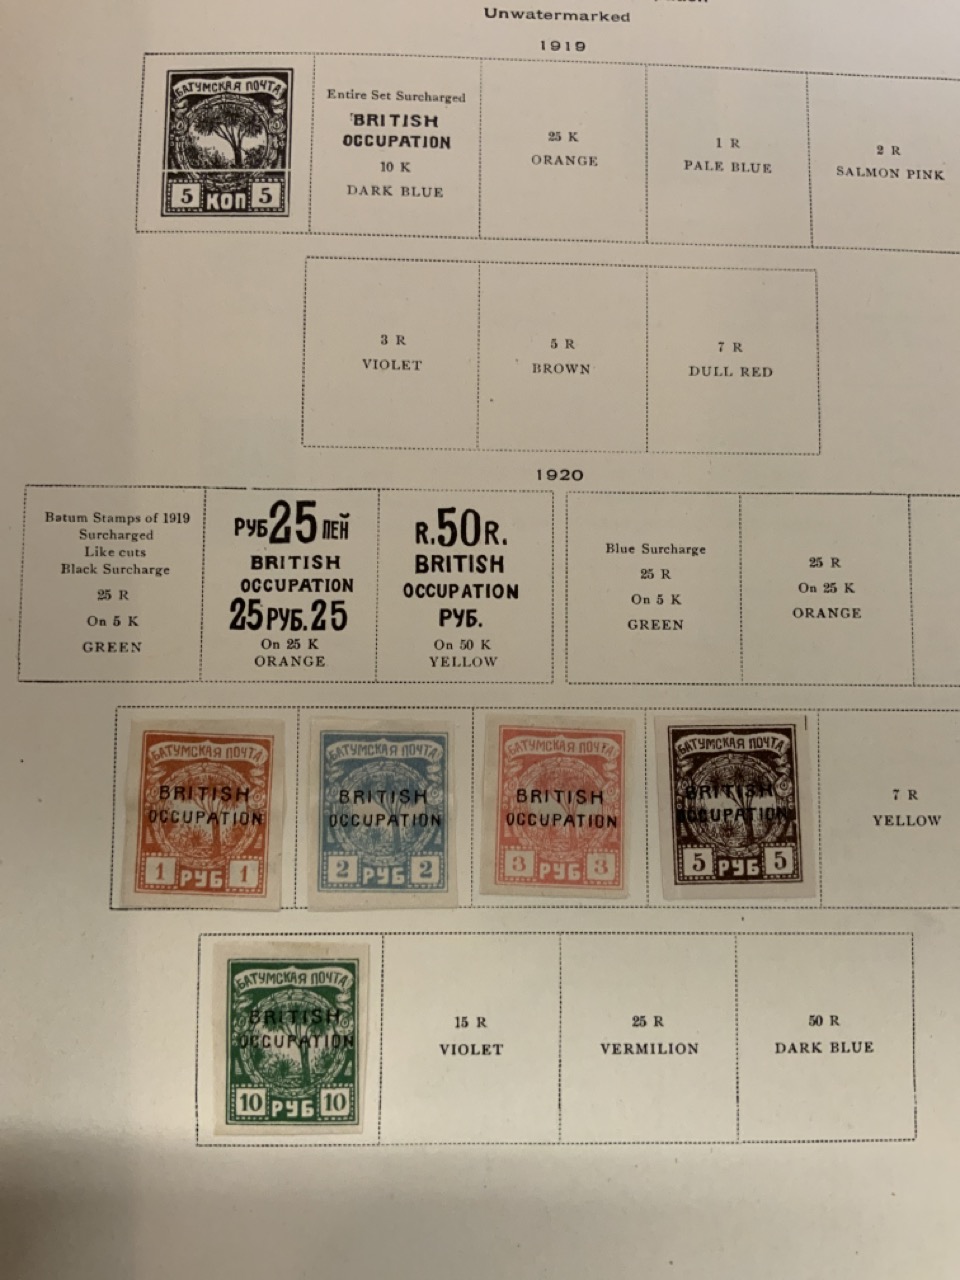 Unwatermarked
1919
БАТУМСКАЯ ПОЧТА
5 КОП 5
Entire Set Surcharged
BRITISH
OCCUPATION
10 K
DARK BLUE
25 K
ORANGE
1 R
PALE BLUE
2 R
SALMON PINK
3 R
VIOLET
5 R
BROWN
7 R
DULL RED
1920
Batum Stamps of 1919
Surcharged
Like cuts
Black Surcharge
25 R
On 5 K
GREEN
РУБ 25 ЛЕЙ
BRITISH
OCCUPATION
25 РУБ. 25
On 25 K
ORANGE
R. 50 R.
BRITISH
OCCUPATION
РУБ.
On 50 K
YELLOW
Blue Surcharge
25 R
On 5 K
GREEN
25 R
On 25 K
ORANGE
БАТУМСКАЯ ПОЧТА
BRITISH
OCCUPATION
1 РУБ 1
БАТУМСКАЯ ПОЧТА
BRITISH
OCCUPATION
2 РУБ 2
БАТУМСКАЯ ПОЧТА
BRITISH
OCCUPATION
3 РУБ 3
БАТУМСКАЯ ПОЧТА
BRITISH
OCCUPATION
5 РУБ 5
7 R
YELLOW
БАТУМСКАЯ ПОЧТА
BRITISH
OCCUPATION
10 РУБ 10
15 R
VIOLET
25 R
VERMILION
50 R
DARK BLUE